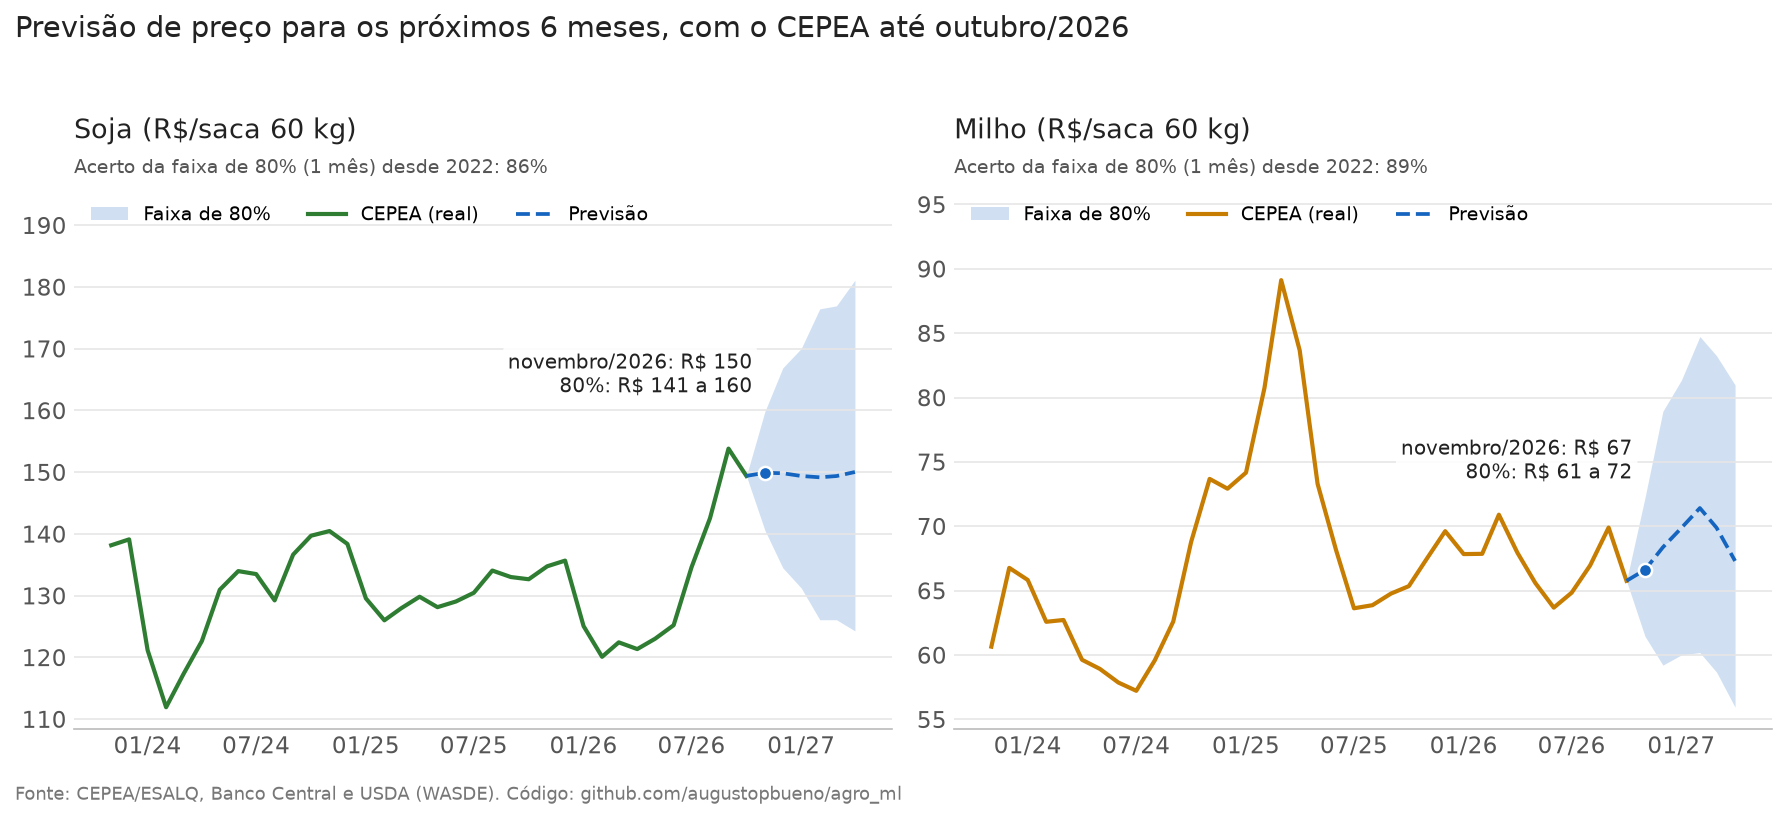 Previsão de preço para os próximos 6 meses, com o CEPEA até outubro/2026
Soja (R$/saca 60 kg)
Acerto da faixa de 80% (1 mês) desde 2022: 86%
Faixa de 80%
CEPEA (real)
Previsão
190
180
170
160
150
140
130
120
110
novembro/2026: R$ 150
80%: R$ 141 a 160
01/24
07/24
01/25
07/25
01/26
07/26
01/27
Milho (R$/saca 60 kg)
Acerto da faixa de 80% (1 mês) desde 2022: 89%
Faixa de 80%
CEPEA (real)
Previsão
95
90
85
80
75
70
65
60
55
novembro/2026: R$ 67
80%: R$ 61 a 72
01/24
07/24
01/25
07/25
01/26
07/26
01/27
Fonte: CEPEA/ESALQ, Banco Central e USDA (WASDE). Código: github.com/augustopbueno/agro_ml